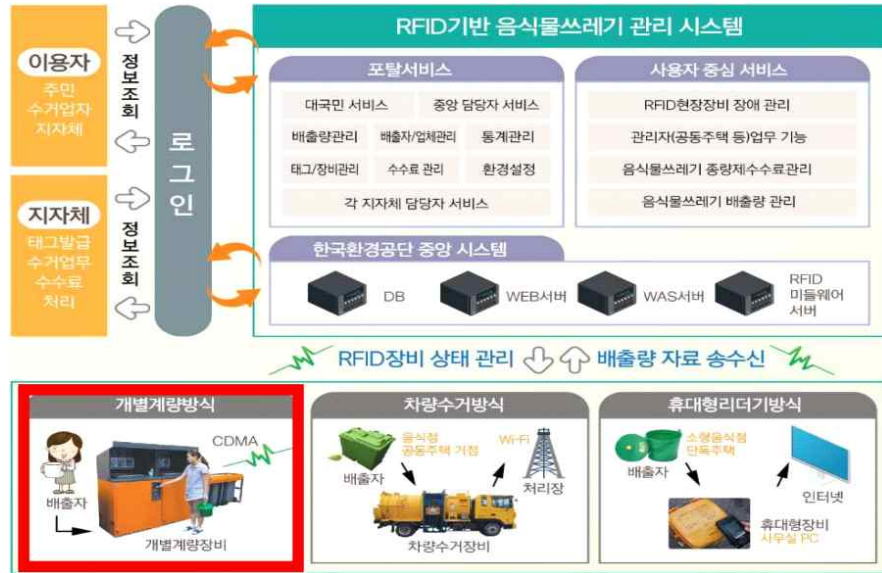 RFID기반 음식물쓰레기 관리 시스템
이용자
주민
수거업자
지자체
정보조회
지자체
태그발급
수거업무
수수료
처리
정보조회
로그인
포탈서비스
대국민 서비스
중앙 담당자 서비스
배출량관리
배출자/업체관리
통계관리
태그/장비관리
수수료 관리
환경설정
각 지자체 담당자 서비스
사용자 중심 서비스
RFID현장장비 장애 관리
관리자(공동주택 등)업무 기능
음식물쓰레기 종량제수수료관리
음식물쓰레기 배출량 관리
한국환경공단 중앙 시스템
DB
WEB서버
WAS서버
RFID
미들웨어
서버
RFID장비 상태 관리
배출량 자료 송수신
개별계량방식
CDMA
배출자
개별계량장비
차량수거방식
음식점
공동주택 거점
배출자
Wi-Fi
처리장
차량수거장비
휴대형리더기방식
소형음식점
단독주택
배출자
인터넷
휴대형장비
사무실 PC